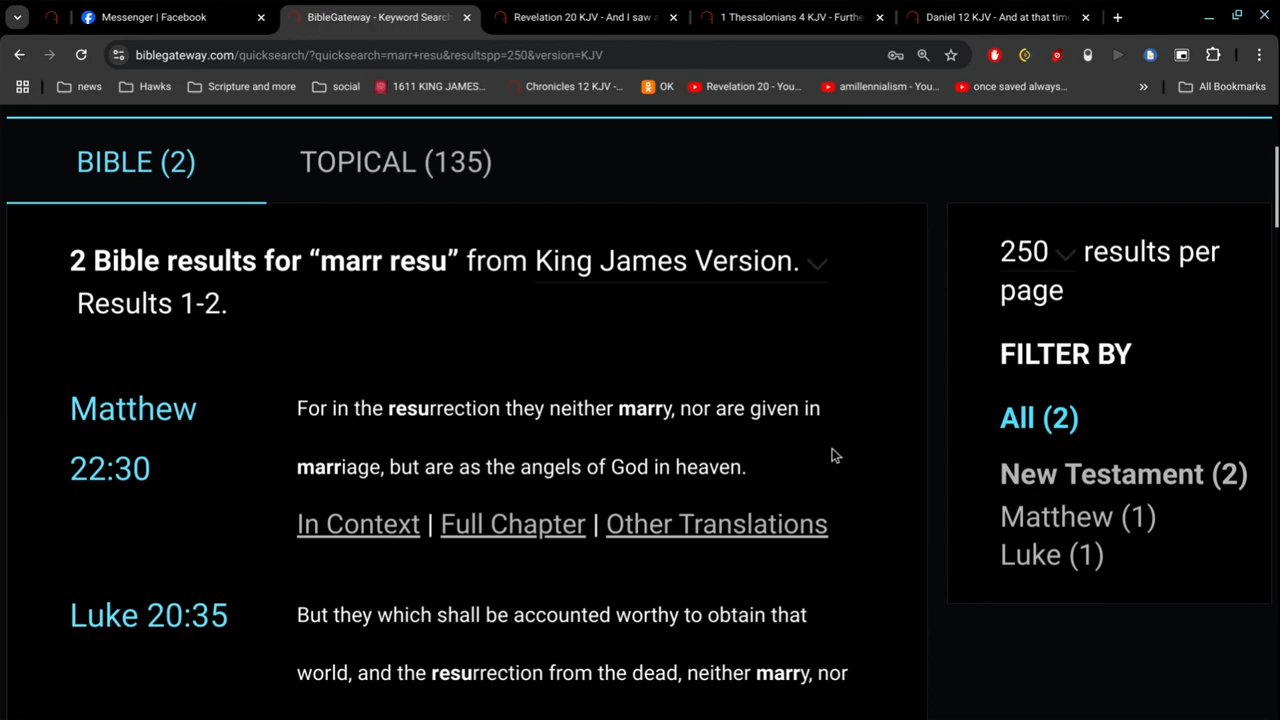 Messenger | Facebook
BibleGateway - Keyword Search
Revelation 20 KJV - And I saw a
1 Thessalonians 4 KJV - Furthe
Daniel 12 KJV - And at that time
biblegateway.com/quicksearch/?quicksearch=marr+resu&resultspp=250&version=KJV
news
Hawks
Scripture and more
social
1611 KING JAMES...
Chronicles 12 KJV -...
OK
Revelation 20 - You...
amillennialism - You...
once saved always...
All Bookmarks
BIBLE (2)
TOPICAL (135)
2 Bible results for “marr resu” from King James Version.
Results 1-2.
Matthew
22:30
For in the resurrection they neither marry, nor are given in
marriage, but are as the angels of God in heaven.
In Context | Full Chapter | Other Translations
Luke 20:35
But they which shall be accounted worthy to obtain that
world, and the resurrection from the dead, neither marry, nor
250 results per
page
FILTER BY
All (2)
New Testament (2)
Matthew (1)
Luke (1)